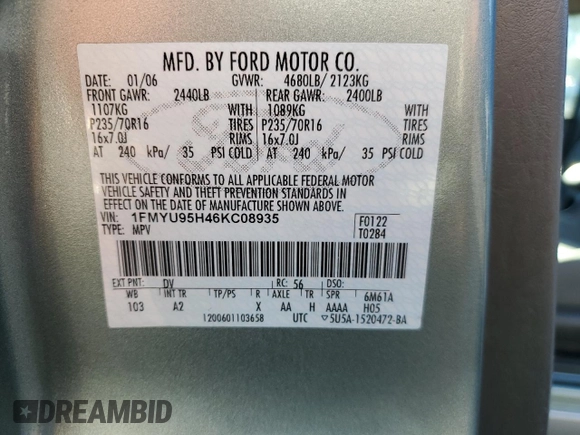 MFD. BY FORD MOTOR CO.
DATE: 01/06 GVWR: 4680LB/ 2123KG
FRONT GAWR: 2440LB REAR GAWR: 2400LB
1107KG WITH 1089KG WITH
P235/70R16 TIRES P235/70R16 TIRES
16x7.0J RIMS 16x7.0J RIMS
AT 240 kPa/ 35 PSI COLD AT 240 kPa/ 35 PSI COLD
THIS VEHICLE CONFORMS TO ALL APPLICABLE FEDERAL MOTOR
VEHICLE SAFETY AND THEFT PREVENTION STANDARDS IN
EFFECT ON THE DATE OF MANUFACTURE SHOWN ABOVE.
VIN: 1FMYU95H46KC08935 F0122
TYPE: MPV T0284
EXT PNT: DV RC: 56 DSO:
WB INT TR TP/PS R AXLE TR SPR 6M61A
103 A2 X AA H AAAA H05
1200601103658 UTC ▽5U5A-1520472-BA
DREAMBID